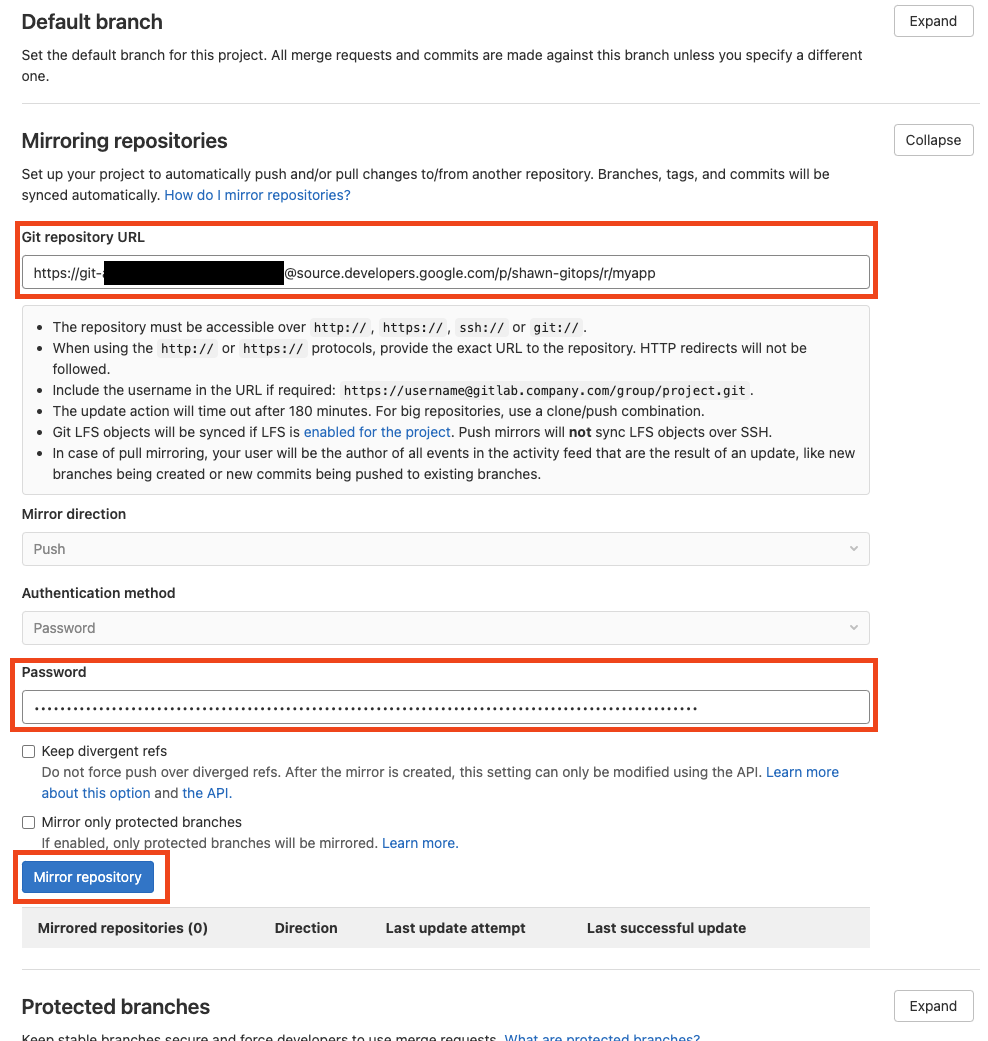 Default branch
Expand
Set the default branch for this project. All merge requests and commits are made against this branch unless you specify a different
one.
Mirroring repositories
Collapse
Set up your project to automatically push and/or pull changes to/from another repository. Branches, tags, and commits will be
synced automatically. How do I mirror repositories?
Git repository URL
https://git- @source.developers.google.com/p/shawn-gitops/r/myapp
• The repository must be accessible over http://, https://, ssh:// or git://.
• When using the http:// or https:// protocols, provide the exact URL to the repository. HTTP redirects will not be
followed.
• Include the username in the URL if required: https://username@gitlab.company.com/group/project.git.
• The update action will time out after 180 minutes. For big repositories, use a clone/push combination.
• Git LFS objects will be synced if LFS is enabled for the project. Push mirrors will not sync LFS objects over SSH.
• In case of pull mirroring, your user will be the author of all events in the activity feed that are the result of an update, like new
branches being created or new commits being pushed to existing branches.
Mirror direction
Push
Authentication method
Password
Password
Keep divergent refs
Do not force push over diverged refs. After the mirror is created, this setting can only be modified using the API. Learn more
about this option and the API.
Mirror only protected branches
If enabled, only protected branches will be mirrored. Learn more.
Mirror repository
Mirrored repositories (0) Direction Last update attempt Last successful update
Protected branches
Expand
Keep stable branches secure and force developers to use merge requests. What are protected branches?